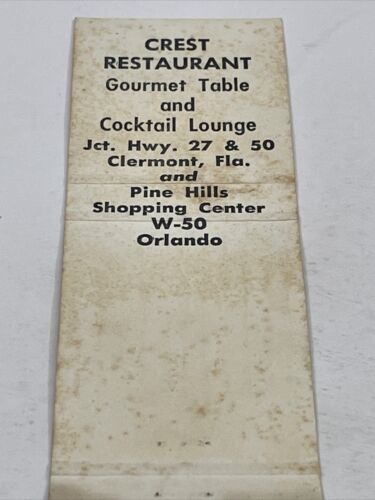 CREST
RESTAURANT
Gourmet Table
and
Cocktail Lounge
Jct. Hwy. 27 & 50
Clermont, Fla.
and
Pine Hills
Shopping Center
W-50
Orlando